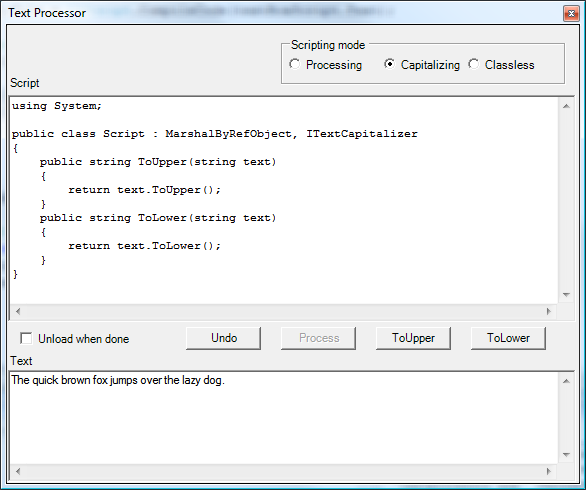 Text Processor
Scripting mode
Processing Capitalizing Classless
Script
using System;
public class Script : MarshalByRefObject, ITextCapitalizer
{
    public string ToUpper(string text)
    {
        return text.ToUpper();
    }
    public string ToLower(string text)
    {
        return text.ToLower();
    }
}
Unload when done Undo Process ToUpper ToLower
Text
The quick brown fox jumps over the lazy dog.